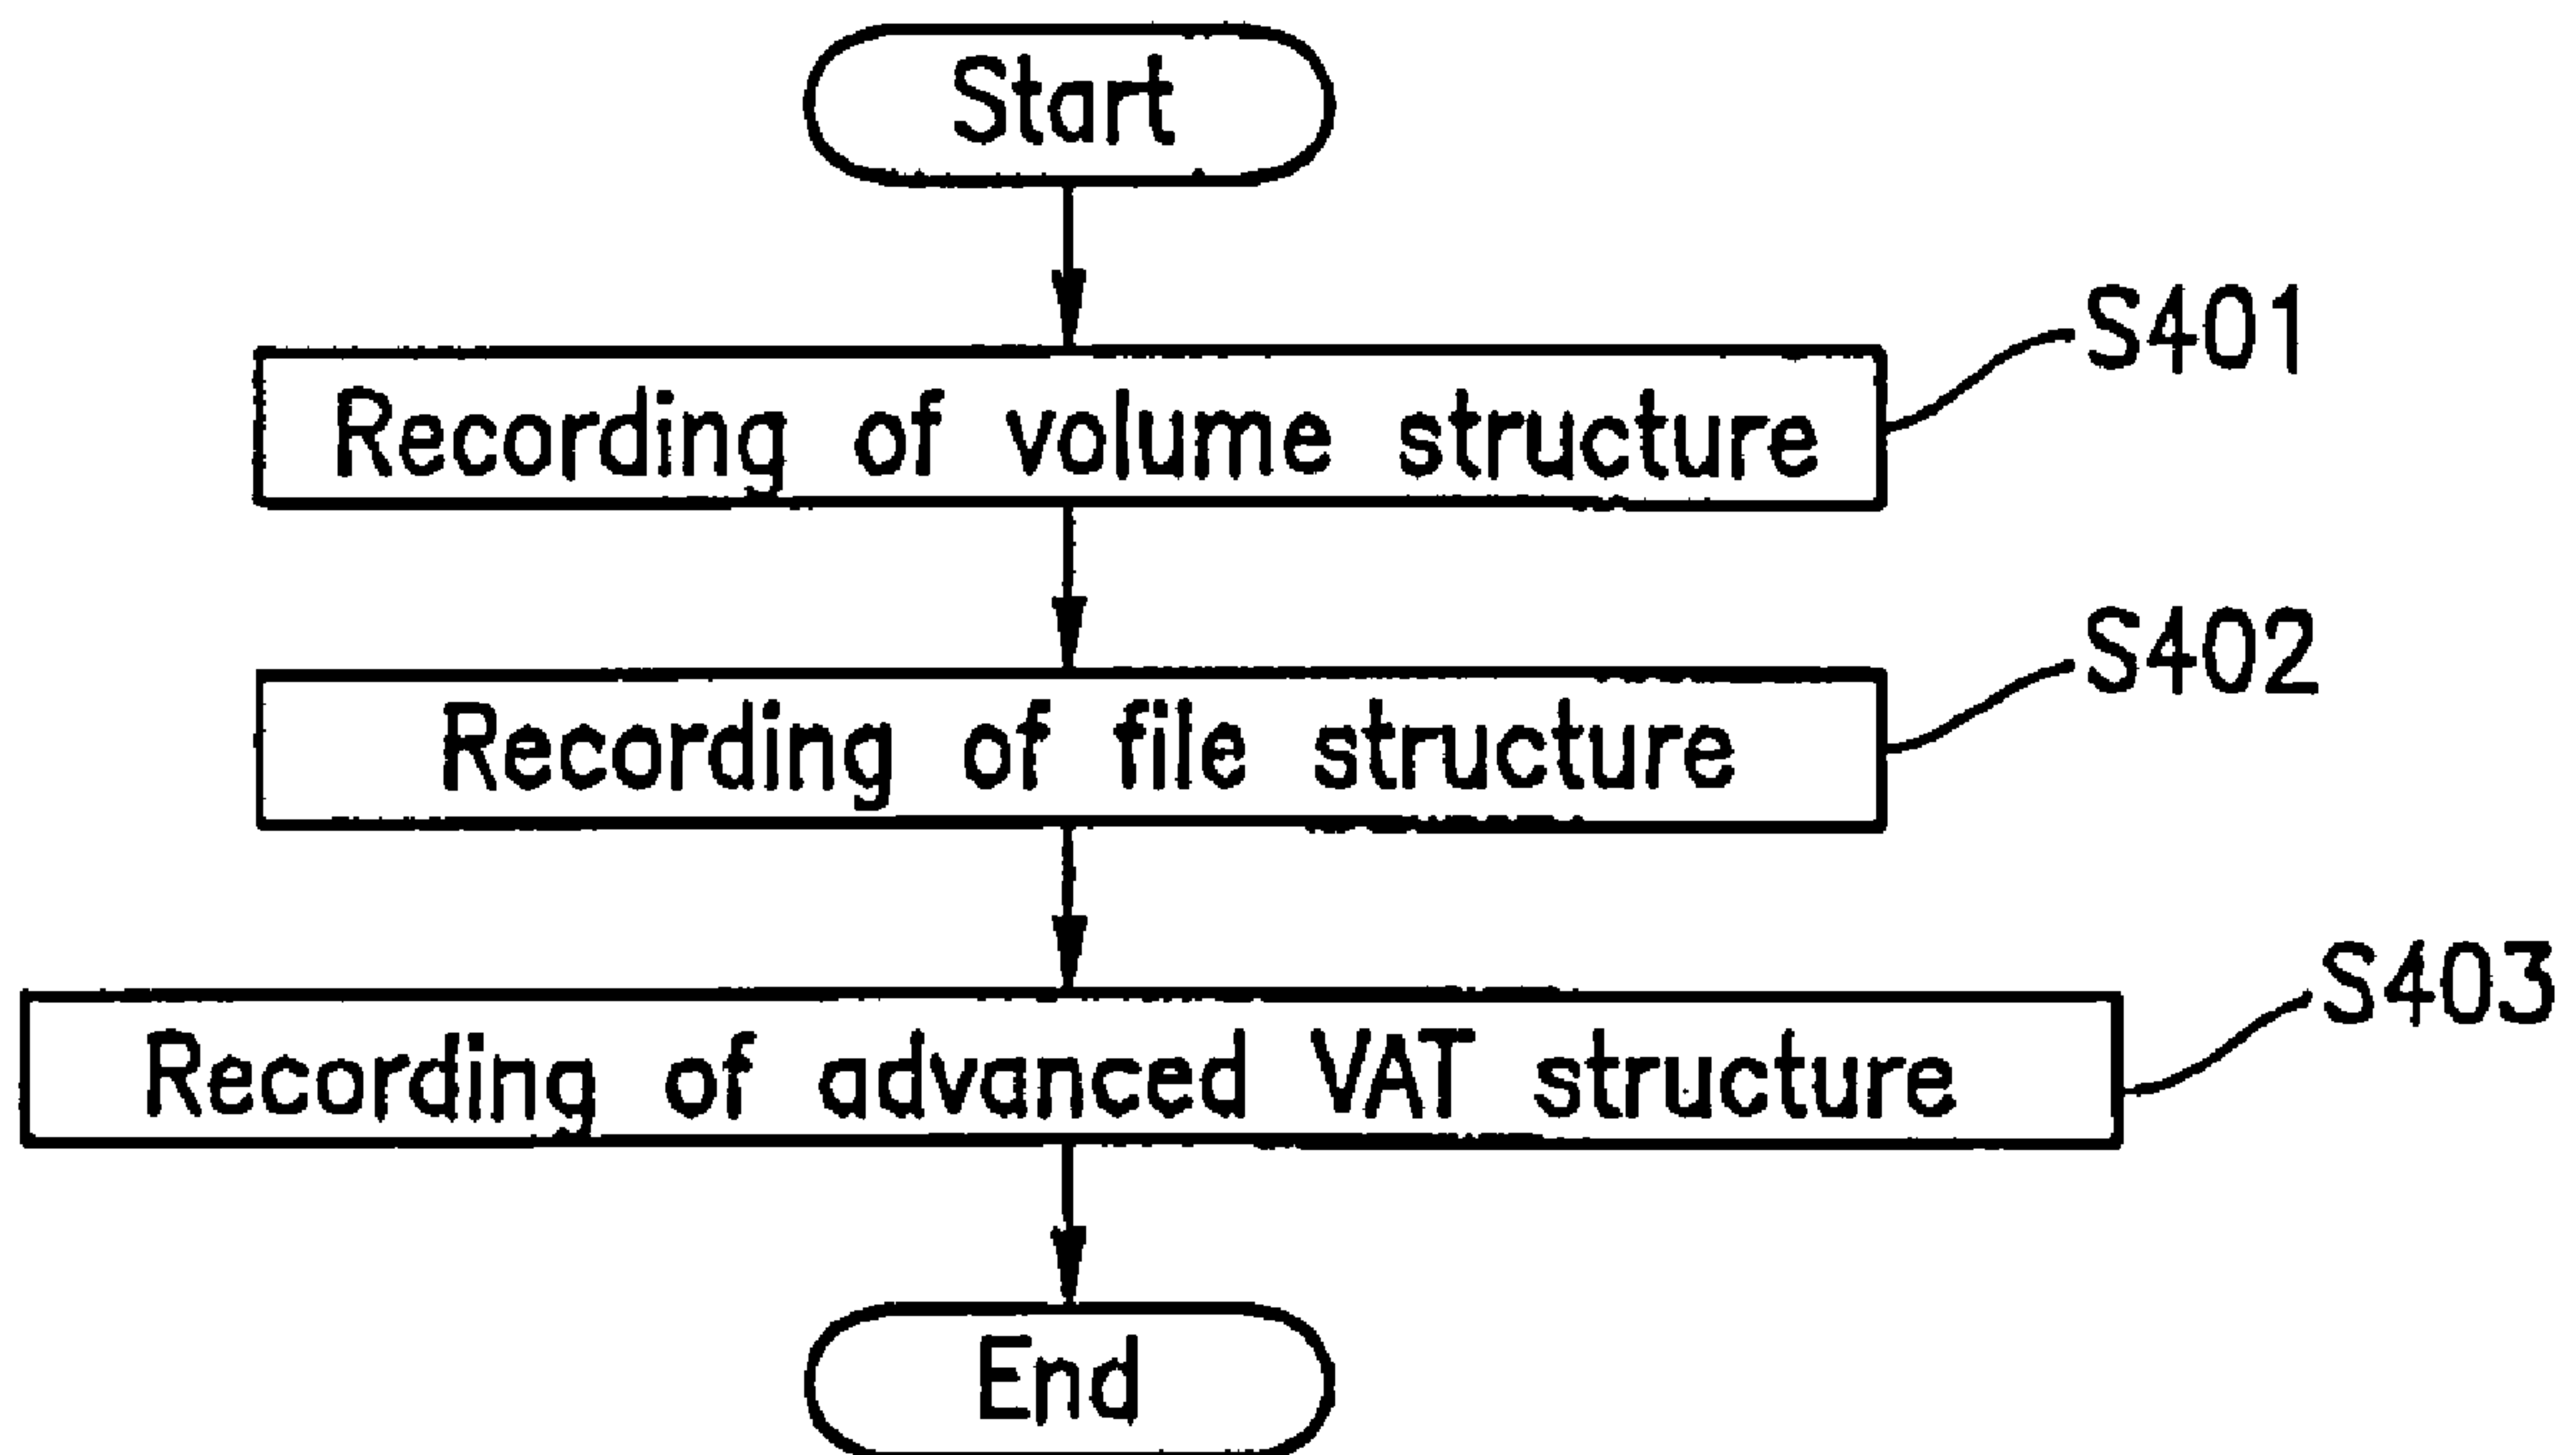 Start
S401
Recording of volume structure
S402
Recording of file structure
S403
Recording of advanced VAT structure
End